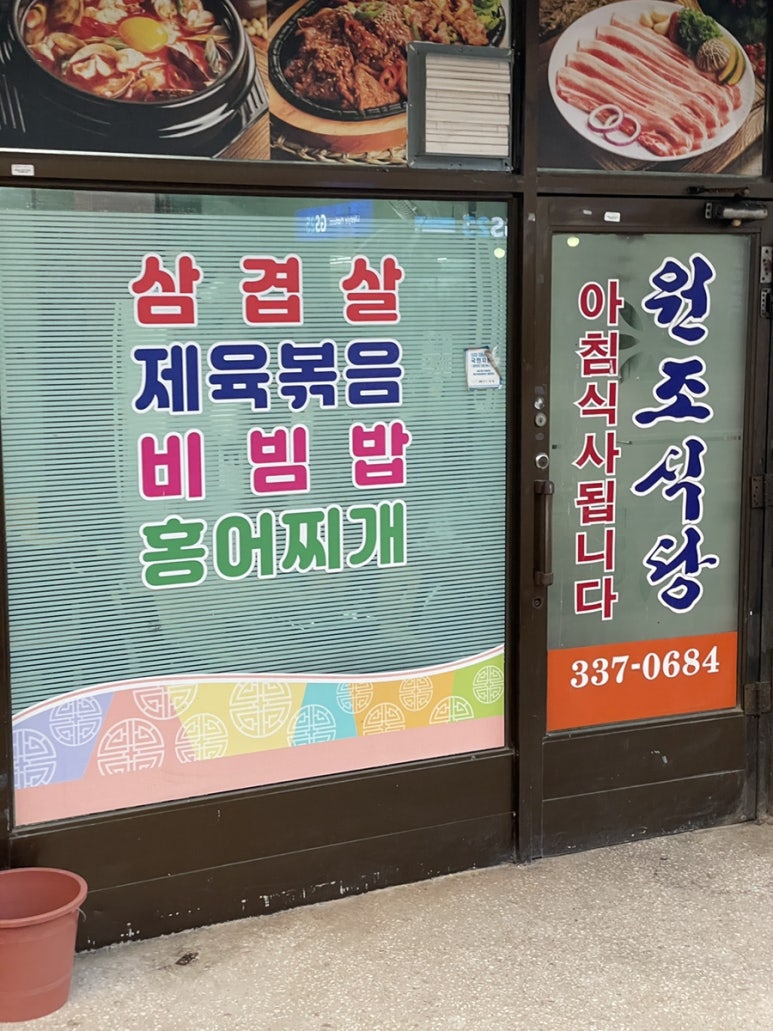 삼겹살
제육볶음
비빔밥
홍어찌개
원조식당
아침식사됩니다
337-0684